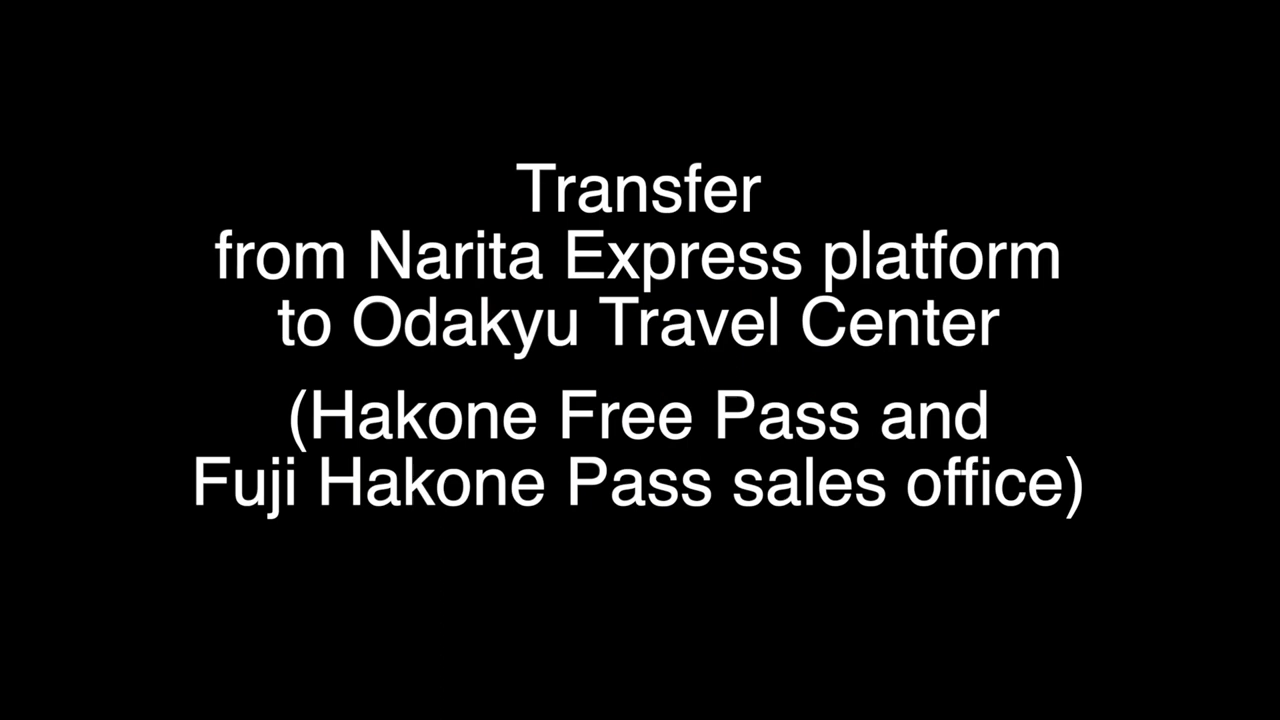 Transfer
from Narita Express platform
to Odakyu Travel Center
(Hakone Free Pass and
Fuji Hakone Pass sales office)